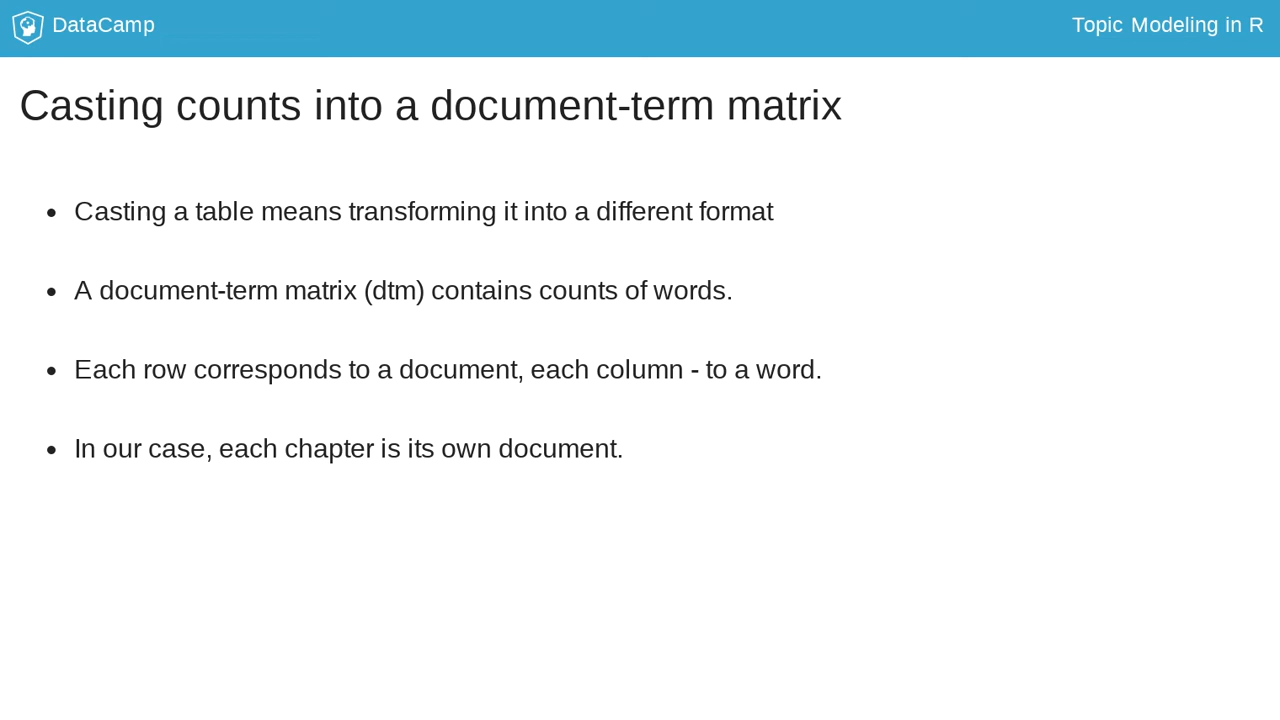 DataCamp
Topic Modeling in R
Casting counts into a document-term matrix
• Casting a table means transforming it into a different format
• A document-term matrix (dtm) contains counts of words.
• Each row corresponds to a document, each column - to a word.
• In our case, each chapter is its own document.